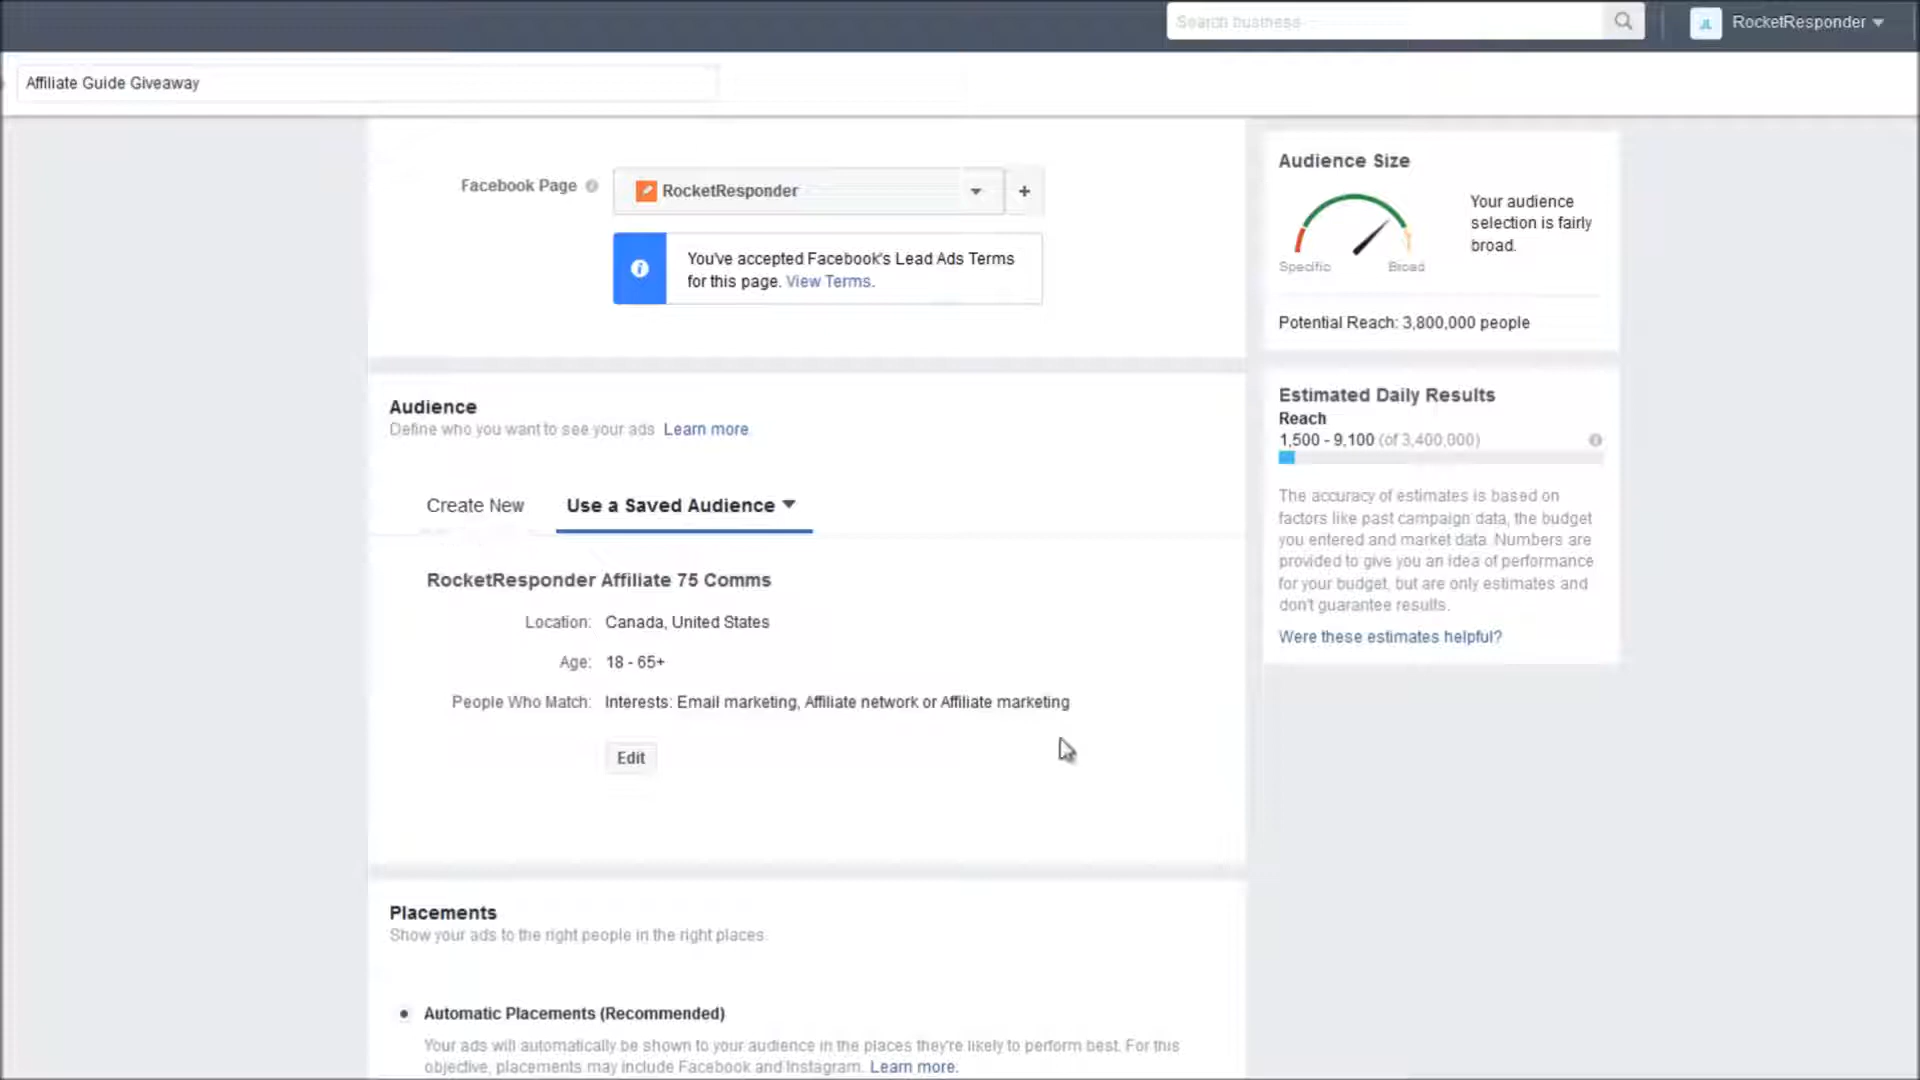 Search business
RocketResponder
Affiliate Guide Giveaway
Facebook Page
RocketResponder
+
You've accepted Facebook's Lead Ads Terms
for this page. View Terms.
Audience
Define who you want to see your ads Learn more
Create New
Use a Saved Audience
RocketResponder Affiliate 75 Comms
Location: Canada, United States
Age: 18 - 65+
People Who Match: Interests: Email marketing, Affiliate network or Affiliate marketing
Edit
Placements
Show your ads to the right people in the right places.
Automatic Placements (Recommended)
Your ads will automatically be shown to your audience in the places they're likely to perform best. For this
objective, placements may include Facebook and Instagram. Learn more.
Audience Size
Your audience
selection is fairly
broad.
Specific
Broad
Potential Reach: 3,800,000 people
Estimated Daily Results
Reach
1,500 - 9,100 (of 3,400,000)
The accuracy of estimates is based on
factors like past campaign data, the budget
you entered and market data. Numbers are
provided to give you an idea of performance
for your budget, but are only estimates and
don't guarantee results.
Were these estimates helpful?